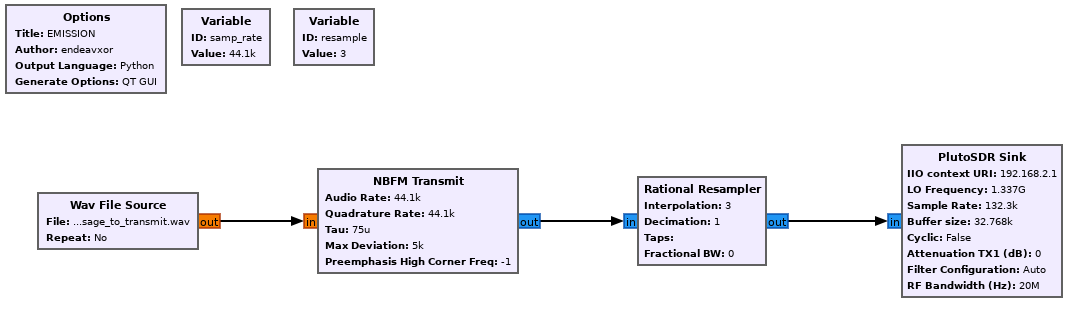 Options
Title: EMISSION
Author: endeavxor
Output Language: Python
Generate Options: QT GUI
Variable
ID: samp_rate
Value: 44.1k
Variable
ID: resample
Value: 3
Wav File Source
File: ...sage_to_transmit.wav
Repeat: No
out
in
NBFM Transmit
Audio Rate: 44.1k
Quadrature Rate: 44.1k
Tau: 75u
Max Deviation: 5k
Preemphasis High Corner Freq: -1
out
in
Rational Resampler
Interpolation: 3
Decimation: 1
Taps:
Fractional BW: 0
out
in
PlutoSDR Sink
IIO context URI: 192.168.2.1
LO Frequency: 1.337G
Sample Rate: 132.3k
Buffer size: 32.768k
Cyclic: False
Attenuation TX1 (dB): 0
Filter Configuration: Auto
RF Bandwidth (Hz): 20M